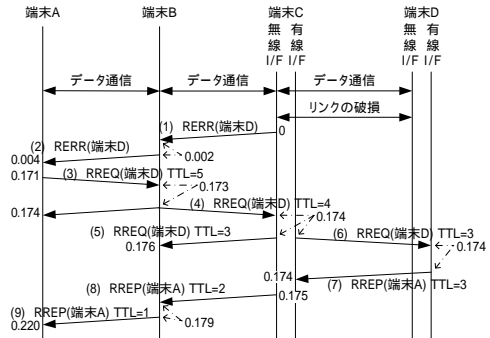 端末A 端末B 端末C 端末D
無線I/F 有線I/F 無線I/F 有線I/F
データ通信 データ通信 データ通信
リンクの破損
(1) RERR(端末D) 0
(2) RERR(端末D)
0.004 0.002
0.171 (3) RREQ(端末D) TTL=5
0.173
0.174 (4) RREQ(端末D) TTL=4 0.174
(5) RREQ(端末D) TTL=3 (6) RREQ(端末D) TTL=3
0.176 0.174
0.174 (7) RREP(端末A) TTL=3
(8) RREP(端末A) TTL=2 0.175
(9) RREP(端末A) TTL=1
0.220 0.179